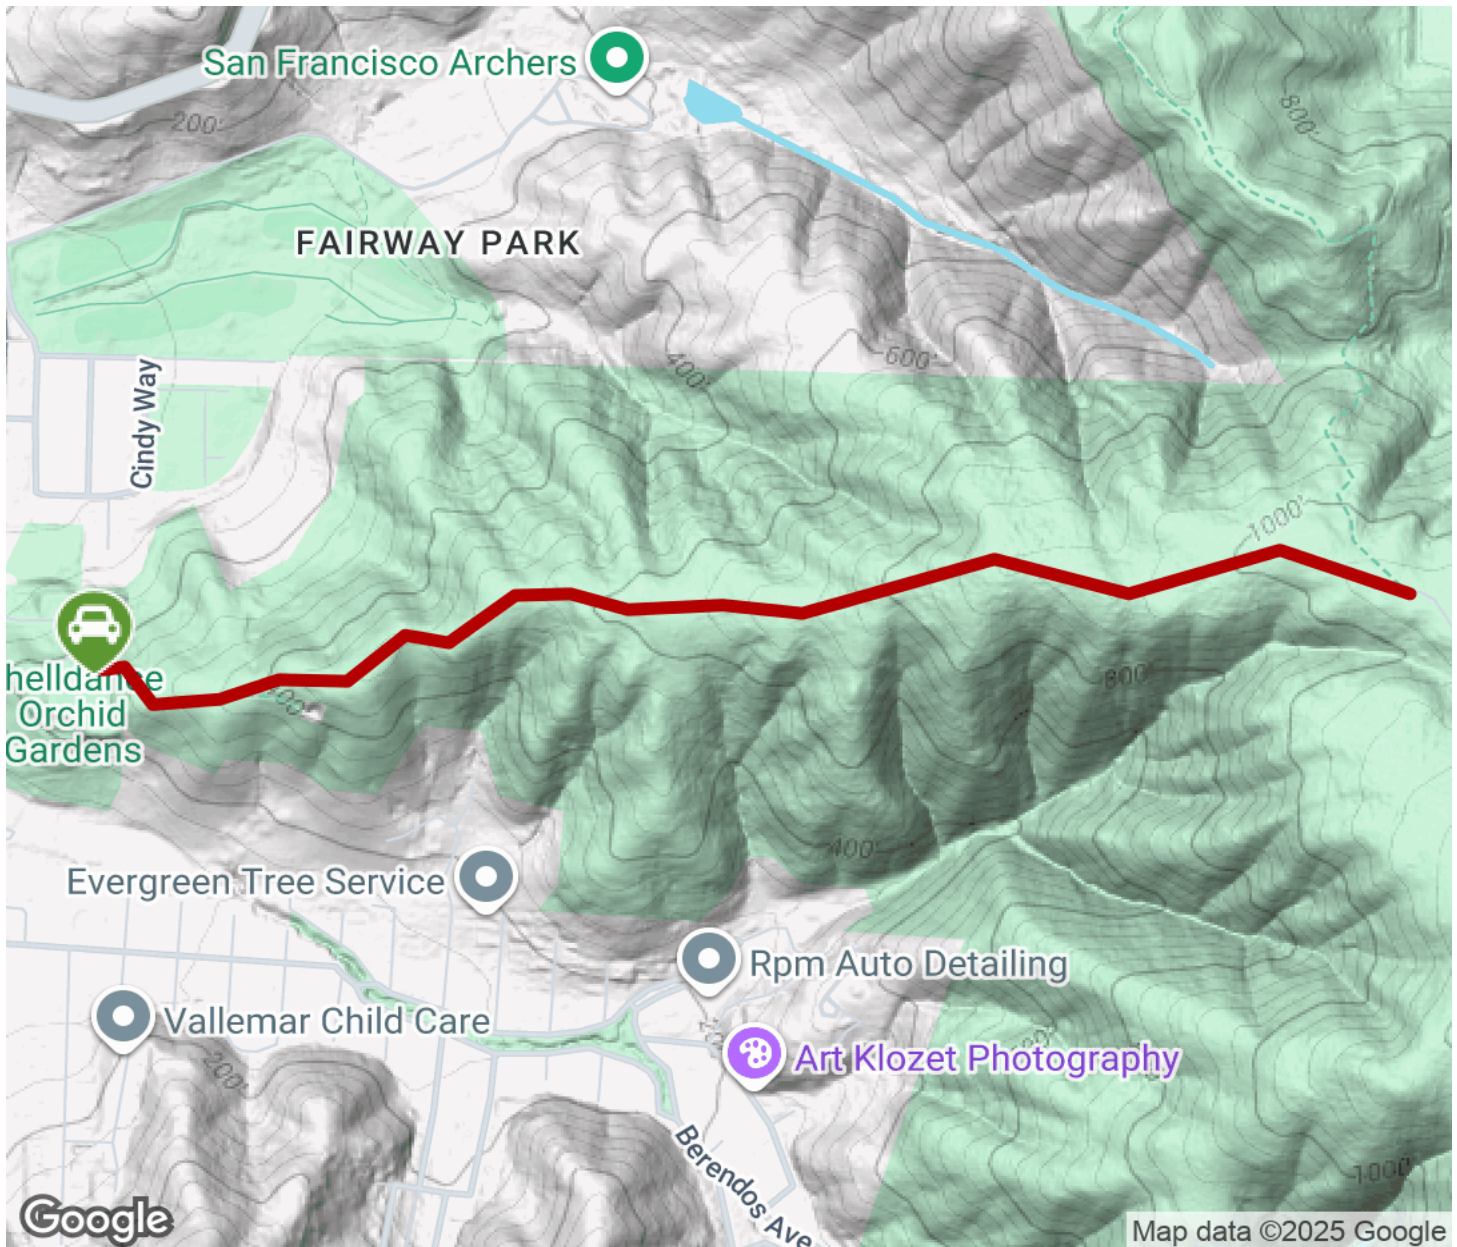 San Francisco Archers
200'
800'
FAIRWAY PARK
400'
600'
Cindy Way
1000'
helldance
Orchid
Gardens
800'
400'
Evergreen Tree Service
Rpm Auto Detailing
Vallemar Child Care
Art Klozet Photography
200'
Berendos Ave
1000'
Google
Map data ©2025 Google